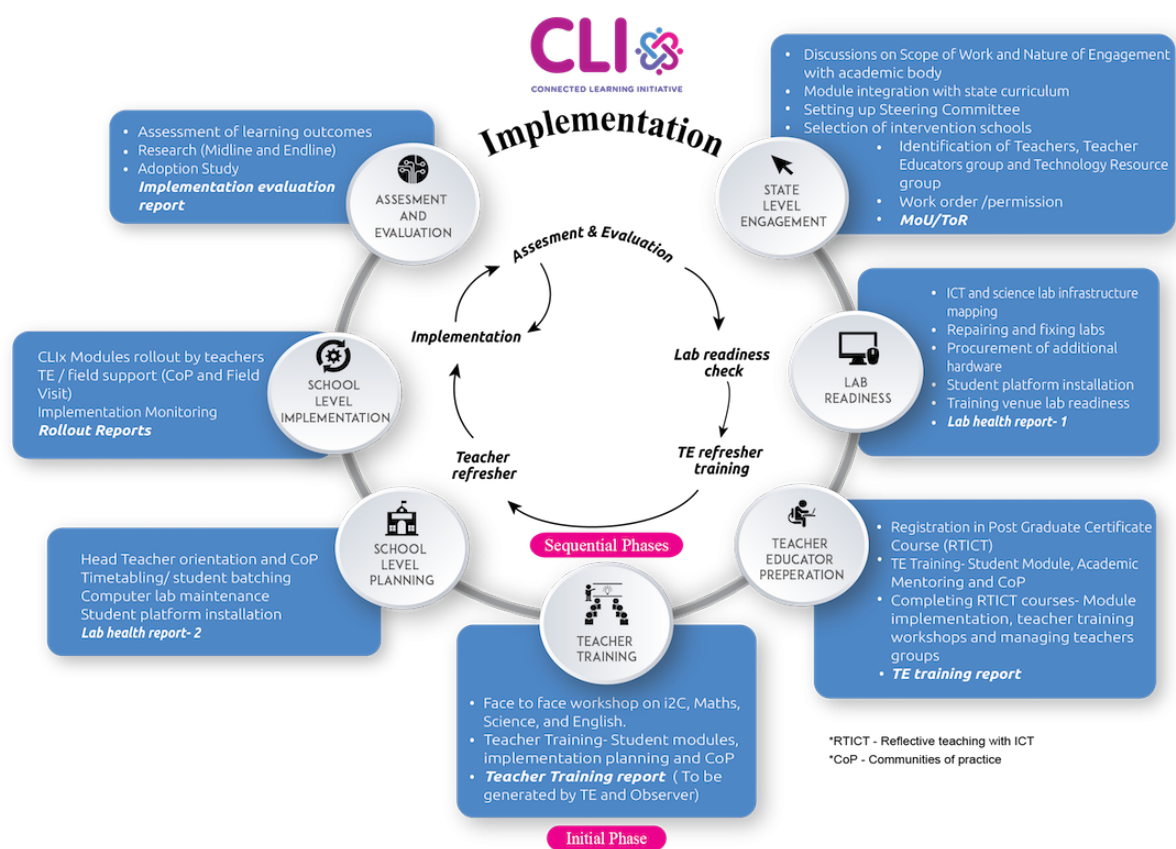 CLI
CONNECTED LEARNING INITIATIVE
Implementation
• Discussions on Scope of Work and Nature of Engagement
with academic body
• Module integration with state curriculum
• Setting up Steering Committee
• Selection of intervention schools
• Identification of Teachers, Teacher
Educators group and Technology Resource
group
• Work order /permission
• MoU/ToR
STATE
LEVEL
ENGAGEMENT
• ICT and science lab infrastructure
mapping
• Repairing and fixing labs
• Procurement of additional
hardware
• Student platform installation
• Training venue lab readiness
• Lab health report- 1
LAB
READINESS
• Registration in Post Graduate Certificate
Course (RTICT)
• TE Training- Student Module, Academic
Mentoring and CoP
• Completing RTICT courses- Module
implementation, teacher training
workshops and managing teachers
groups
• TE training report
TEACHER
EDUCATOR
PREPARATION
TEACHER
TRAINING
• Face to face workshop on i2C, Maths,
Science, and English.
• Teacher Training- Student modules,
implementation planning and CoP
• Teacher Training report ( To be
generated by TE and Observer)
Initial Phase
SCHOOL
LEVEL
PLANNING
Head Teacher orientation and CoP
Timetabling/ student batching
Computer lab maintenance
Student platform installation
Lab health report- 2
SCHOOL
LEVEL
IMPLEMENTATION
CLIx Modules rollout by teachers
TE / field support (CoP and Field
Visit)
Implementation Monitoring
Rollout Reports
ASSESMENT
AND
EVALUATION
• Assessment of learning outcomes
• Research (Midline and Endline)
• Adoption Study
Implementation evaluation
report
Assesment & Evaluation
Lab readiness
check
TE refresher
training
Teacher
refresher
Implementation
Sequential Phases
*RTICT - Reflective teaching with ICT
*CoP - Communities of practice